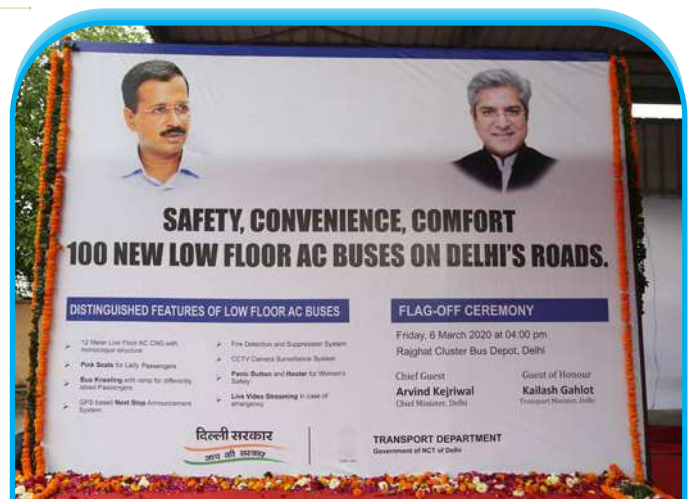 SAFETY, CONVENIENCE, COMFORT
100 NEW LOW FLOOR AC BUSES ON DELHI'S ROADS.
DISTINGUISHED FEATURES OF LOW FLOOR AC BUSES
12 Meter Low Floor AC CNG with
monocoque structure
Pink Seats for Lady Passengers
Bus Kneeling with ramp for differently
abled Passengers
GPS based Next Stop Announcement
System
Fire Detection and Suppression System
CCTV Camera Surveillance System
Panic Button and Hooter for Women's
Safety
Live Video Streaming in case of
emergency
FLAG-OFF CEREMONY
Friday, 6 March 2020 at 04:00 pm
Rajghat Cluster Bus Depot, Delhi
Chief Guest
Arvind Kejriwal
Chief Minister, Delhi
Guest of Honour
Kailash Gahlot
Transport Minister, Delhi
दिल्ली सरकार
आप की सरकार
TRANSPORT DEPARTMENT
Government of NCT of Delhi